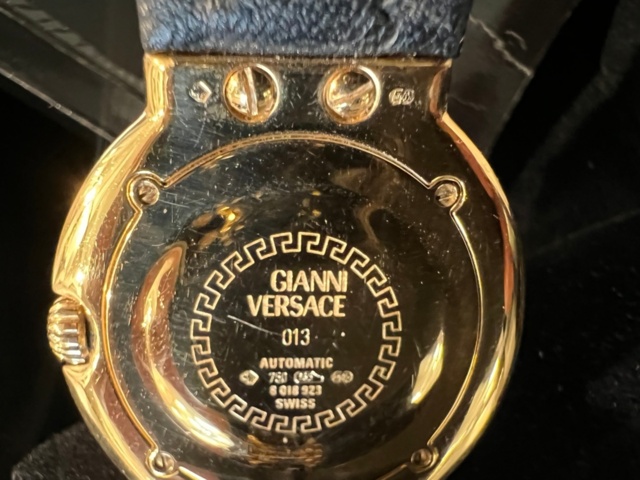 GIANNI
VERSACE
013
AUTOMATIC
750
8 018 923
SWISS